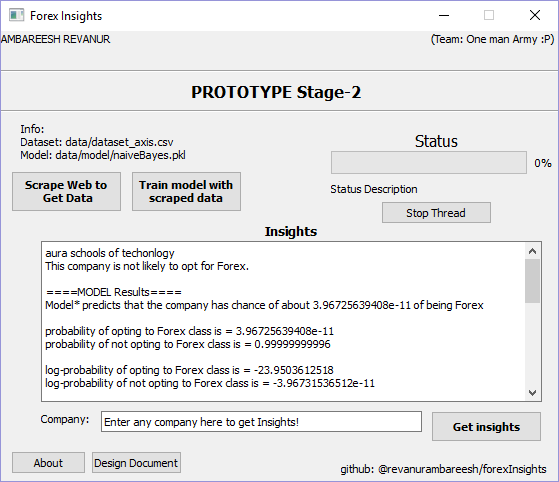 Forex Insights
AMBAREESH REVANUR
(Team: One man Army :P)
PROTOTYPE Stage-2
Info:
Dataset: data/dataset_axis.csv
Model: data/model/naiveBayes.pkl
Status
0%
Scrape Web to
Get Data
Train model with
scraped data
Status Description
Stop Thread
Insights
aura schools of techonlogy
This company is not likely to opt for Forex.
====MODEL Results====
Model* predicts that the company has chance of about 3.96725639408e-11 of being Forex
probability of opting to Forex class is = 3.96725639408e-11
probability of not opting to Forex class is = 0.99999999996
log-probability of opting to Forex class is = -23.9503612518
log-probability of not opting to Forex class is = -3.96731536512e-11
Company:
Enter any company here to get Insights!
Get insights
About
Design Document
github: @revanurambareesh/forexInsights